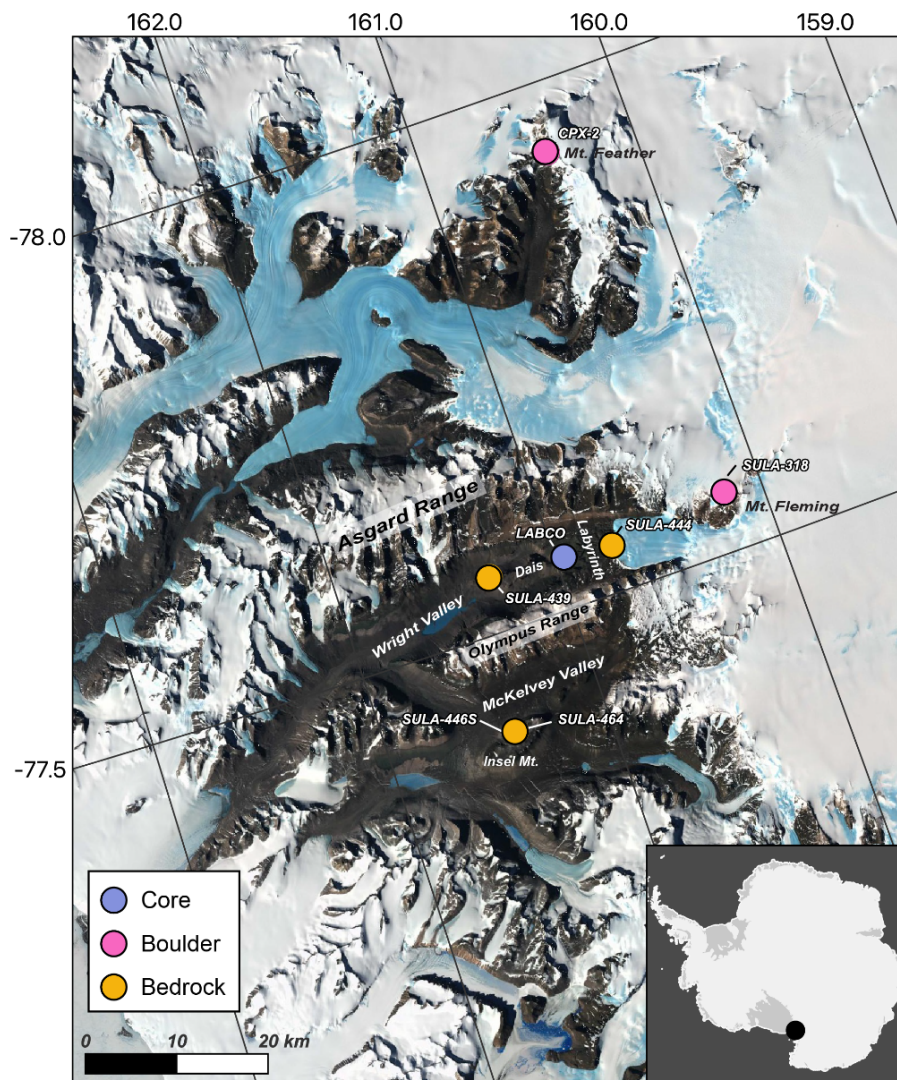 162.0 161.0 160.0 159.0
CPX-2
Mt. Feather
-78.0
SULA-318
Mt. Fleming
Asgard Range
SULA-444
LABCO
Labyrinth
Dais
SULA-439
Wright Valley
Olympus Range
McKelvey Valley
SULA-446S SULA-464
Insel Mt.
-77.5
Core
Boulder
Bedrock
0 10 20 km